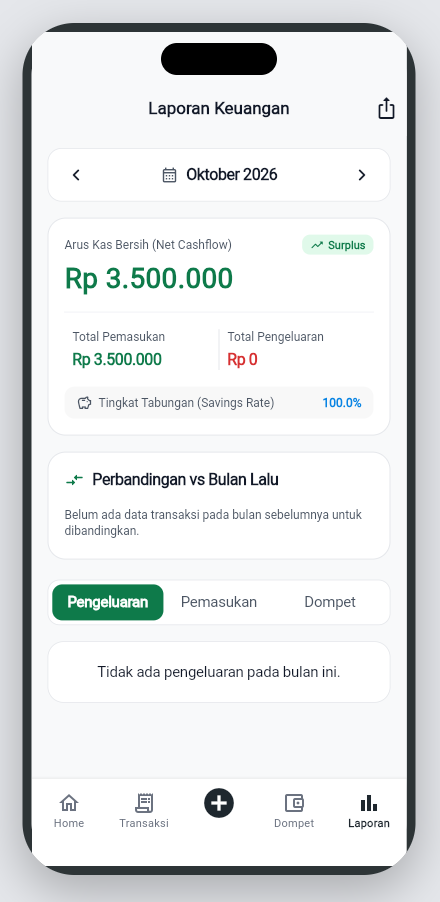 Laporan Keuangan
Oktober 2026
Arus Kas Bersih (Net Cashflow)
Surplus
Rp 3.500.000
Total Pemasukan
Total Pengeluaran
Rp 3.500.000
Rp 0
Tingkat Tabungan (Savings Rate)
100.0%
Perbandingan vs Bulan Lalu
Belum ada data transaksi pada bulan sebelumnya untuk
dibandingkan.
Pengeluaran
Pemasukan
Dompet
Tidak ada pengeluaran pada bulan ini.
Home
Transaksi
Dompet
Laporan